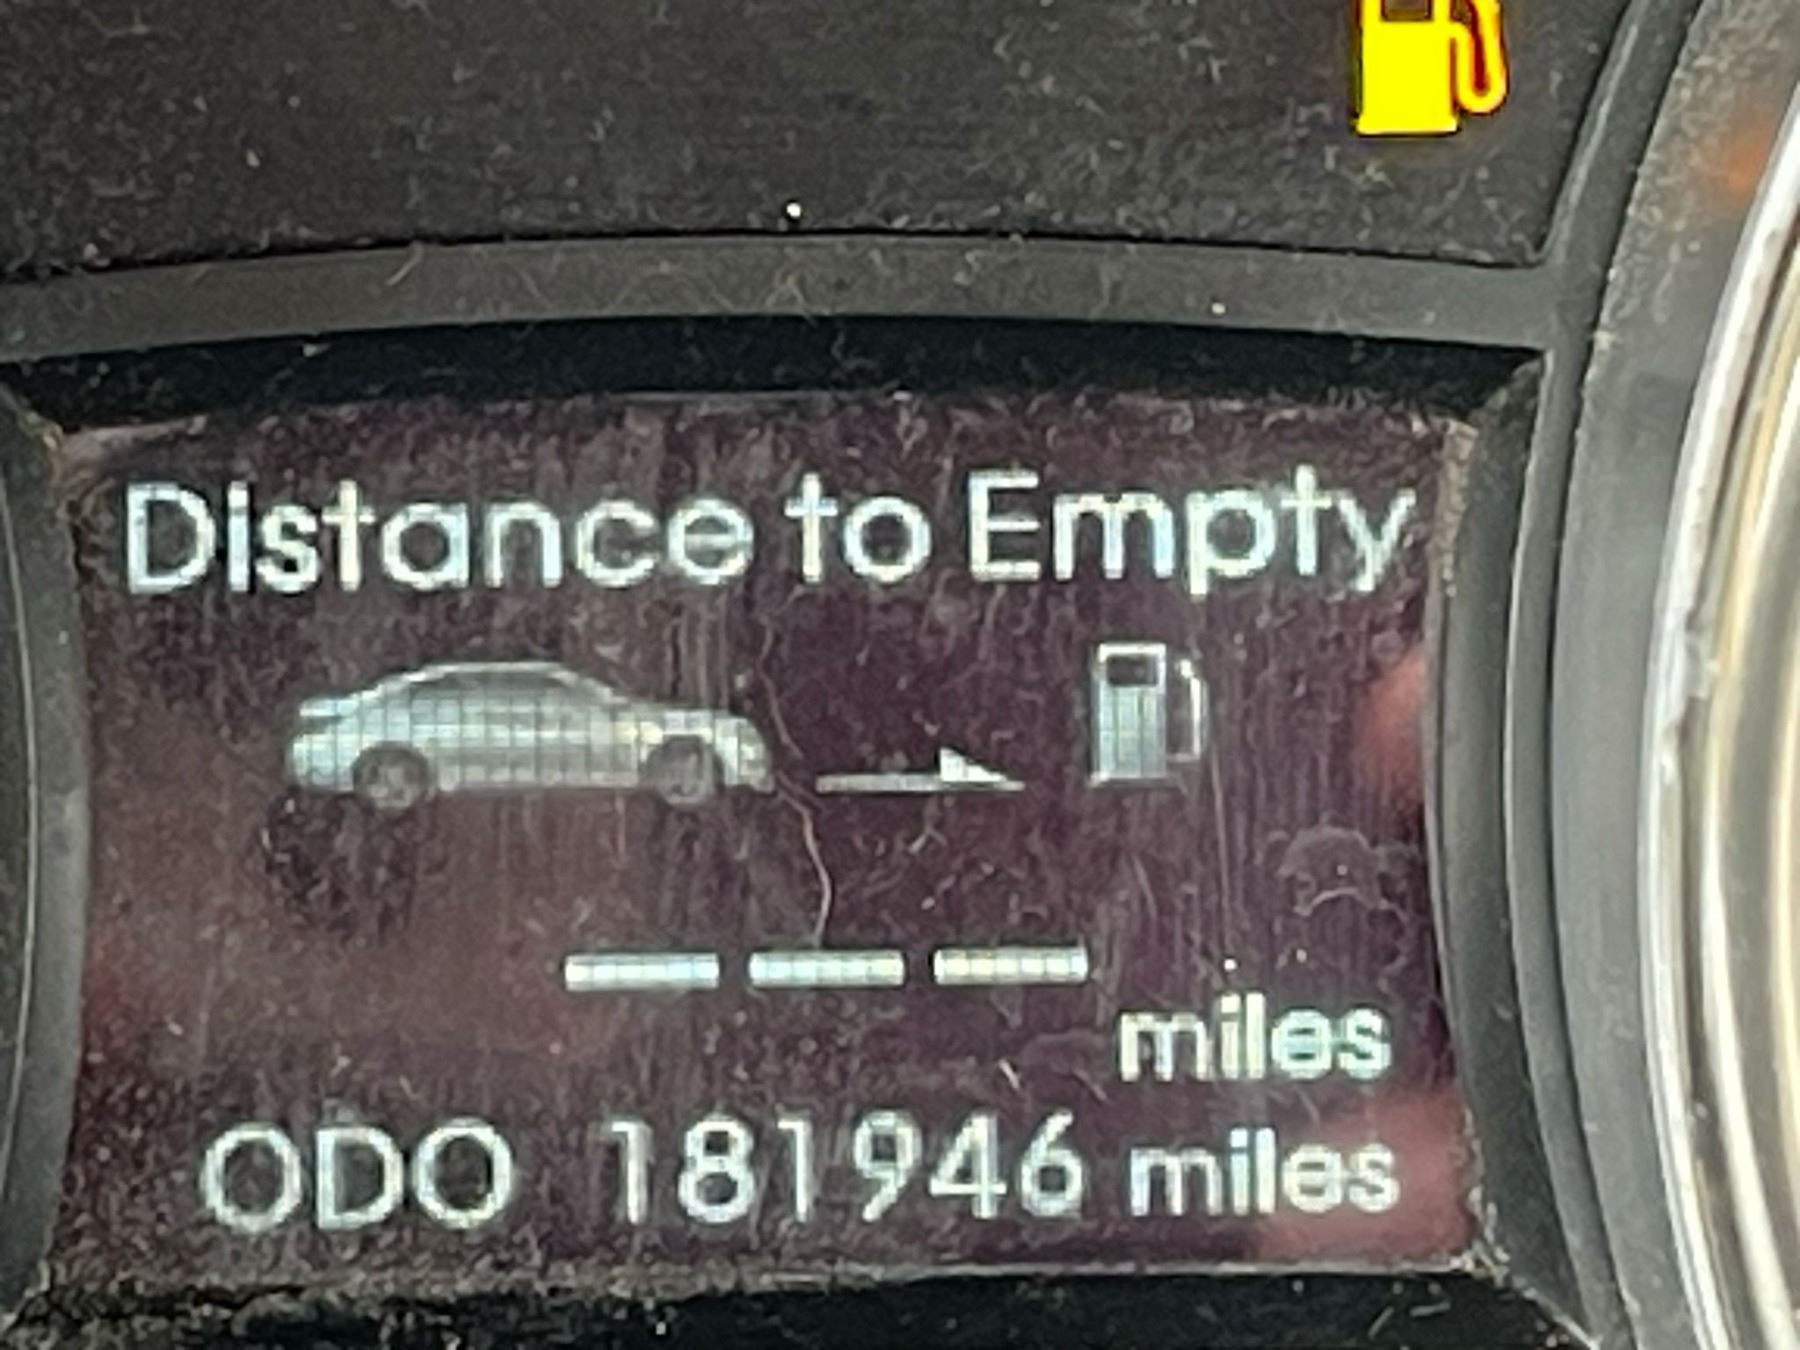 Distance to Empty
--- miles
ODO 181946 miles